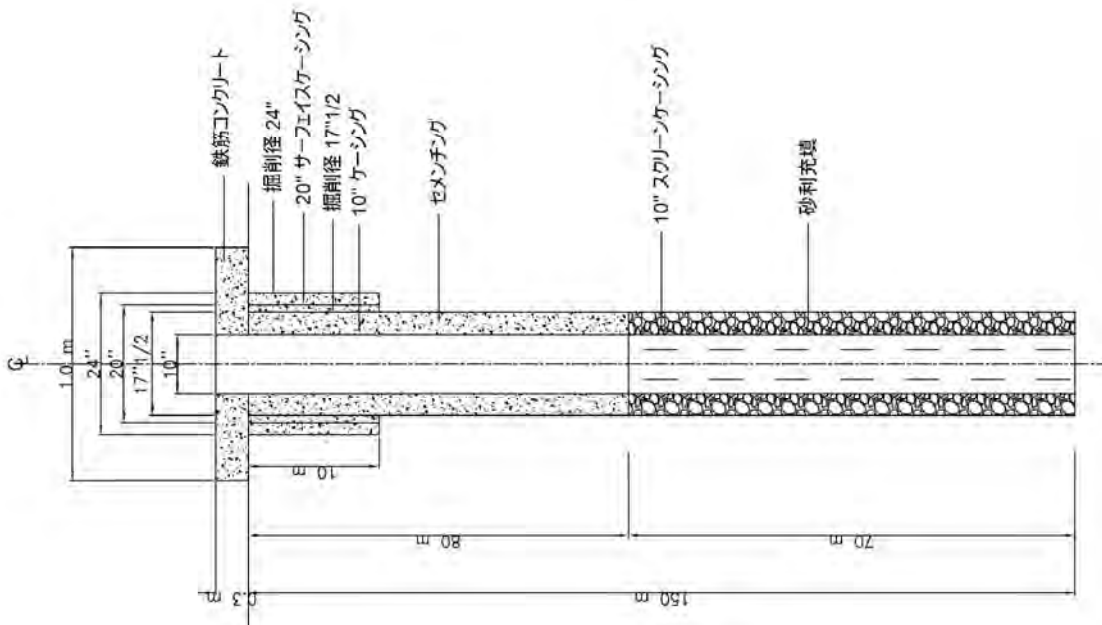 鉄筋コンクリート
掘削径 24"
20" サーフェイスケーシング
掘削径 17"1/2
10" ケーシング
セメンチング
10" スクリーンケーシング
砂利充填
℄
1.0 m
24"
20"
17"1/2
10"
10 m
80 m
70 m
0.3 m
150 m